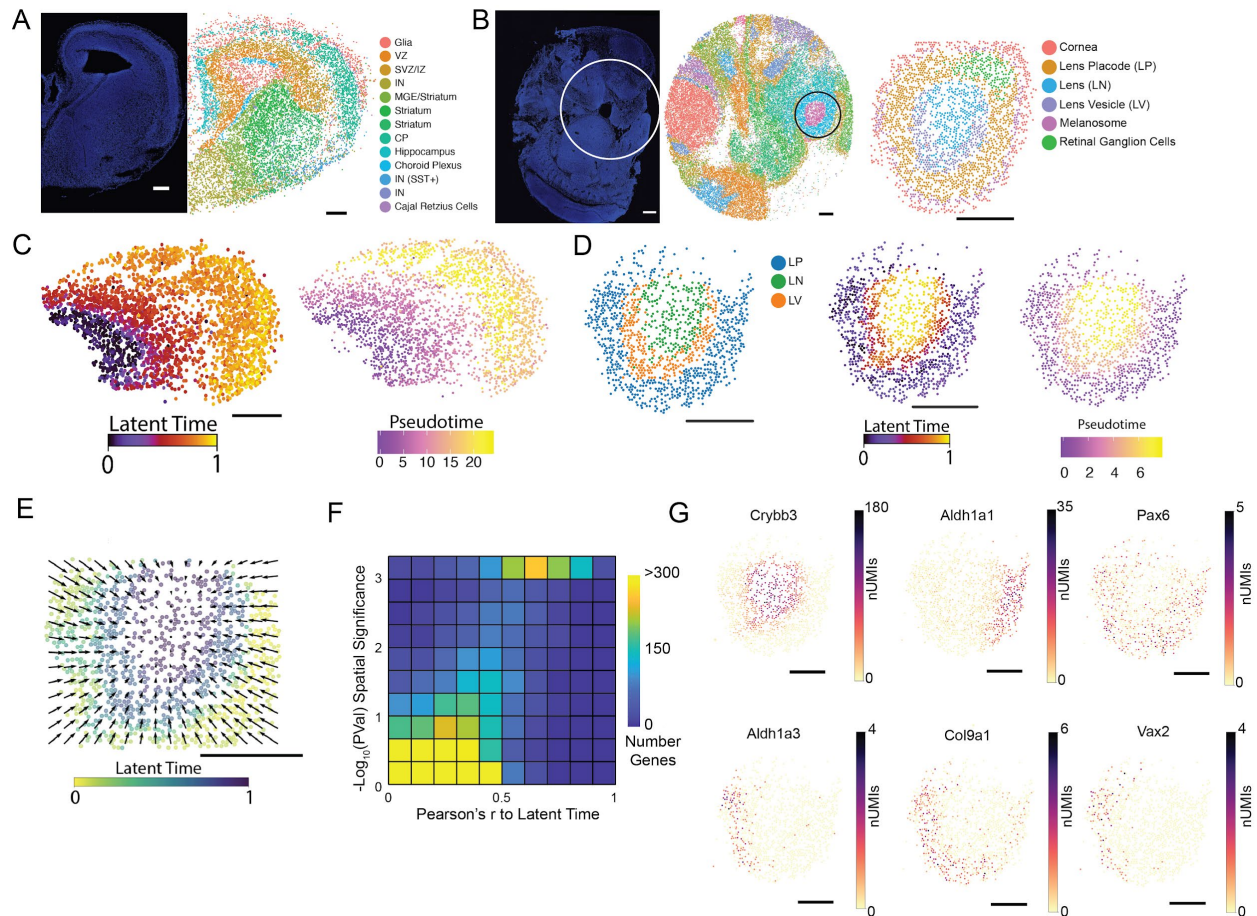 A
Glia
VZ
SVZ/IZ
IN
MGE/Striatum
Striatum
Striatum
CP
Hippocampus
Choroid Plexus
IN (SST+)
IN
Cajal Retzius Cells
B
Cornea
Lens Placode (LP)
Lens (LN)
Lens Vesicle (LV)
Melanosome
Retinal Ganglion Cells
C
Latent Time
0 1
Pseudotime
0 5 10 15 20
D
LP
LN
LV
Latent Time
0 1
Pseudotime
0 2 4 6
E
Latent Time
0 1
F
-Log10(PVal) Spatial Significance
3
2
1
0
0 0.5 1
Pearson's r to Latent Time
>300
150
0
Number
Genes
G
Crybb3
180
nUMIs
0
Aldh1a1
35
nUMIs
0
Pax6
5
nUMIs
0
Aldh1a3
4
nUMIs
0
Col9a1
6
nUMIs
0
Vax2
4
nUMIs
0